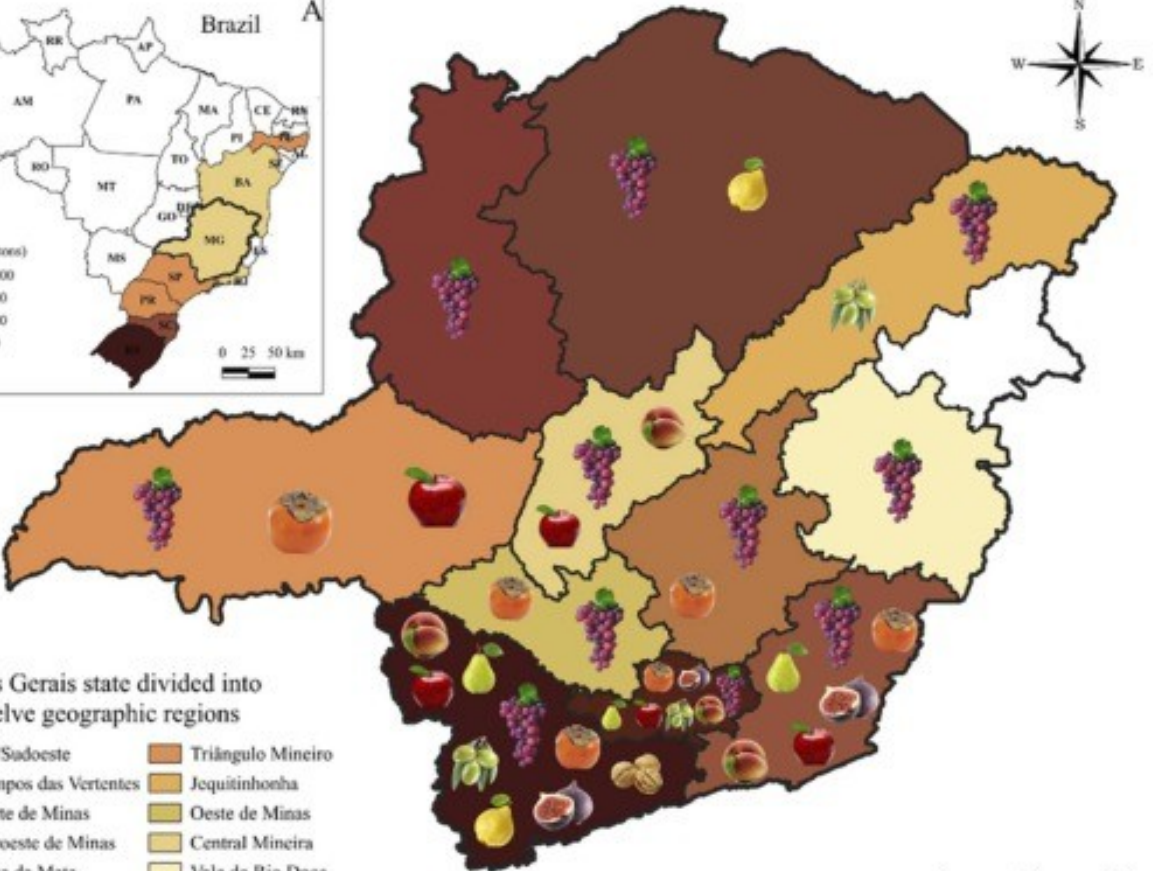 A
Brazil
N
W E
S
RR
AP
AM
PA
MA
CE
RN
PI
RO
TO
MT
BA
GO
MG
MS
SP
PR
SC
0 25 50 km
s Gerais state divided into
elve geographic regions
Sudoeste
Triângulo Mineiro
mpos das Vertentes
Jequitinhonha
te de Minas
Oeste de Minas
oeste de Minas
Central Mineira